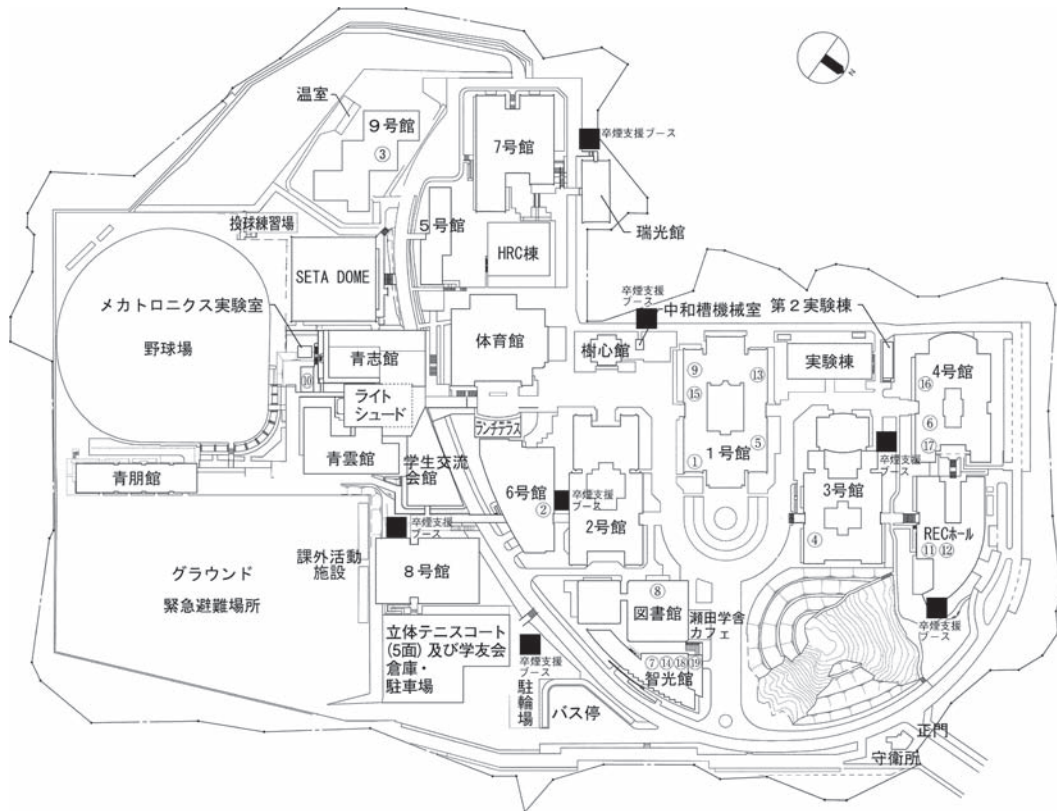 N
温室
9号館
③
7号館
卒煙支援ブース
投球練習場
5号館
瑞光館
HRC棟
SETA DOME
メカトロニクス実験室
卒煙支援
ブース
中和槽機械室
第2実験棟
野球場
体育館
樹心館
青志館
実験棟
4号館
⑨
⑬
⑯
⑩
ライト
シュード
⑮
⑥
ランチテラス
⑤
⑰
1号館
①
卒煙支援
ブース
青雲館
学生交流
会館
青朋館
6号館
②
卒煙支援
ブース
2号館
3号館
④
RECホール
⑪⑫
卒煙支援
ブース
課外活動
施設
8号館
グラウンド
緊急避難場所
⑧
図書館
瀬田学舎
カフェ
卒煙支援
ブース
立体テニスコート
(5面)及び学友会
倉庫・
駐車場
卒煙支援
ブース
⑦⑭⑱⑲
智光館
駐輪場
バス停
正門
守衛所